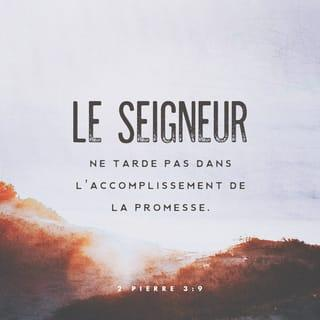 LE SEIGNEUR
NE TARDE PAS DANS
L'ACCOMPLISSEMENT DE
LA PROMESSE.
2 PIERRE 3:9